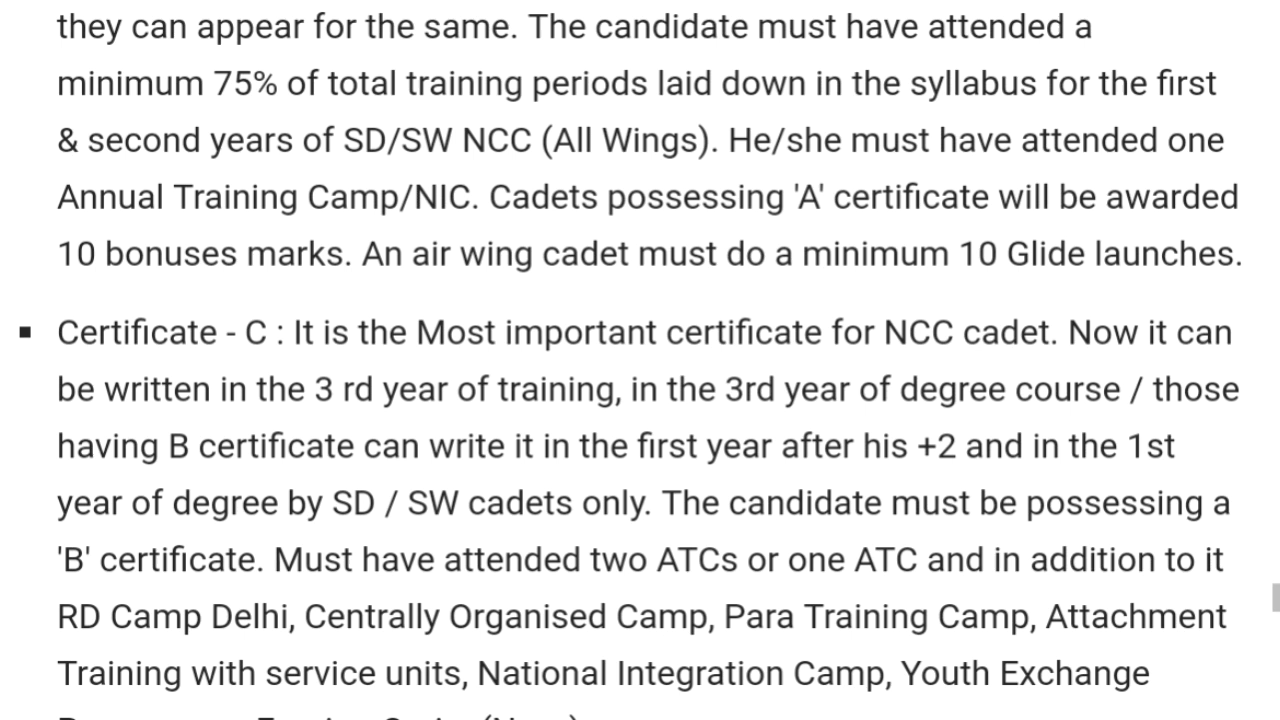 they can appear for the same. The candidate must have attended a
minimum 75% of total training periods laid down in the syllabus for the first
& second years of SD/SW NCC (All Wings). He/she must have attended one
Annual Training Camp/NIC. Cadets possessing 'A' certificate will be awarded
10 bonuses marks. An air wing cadet must do a minimum 10 Glide launches.
▪ Certificate - C : It is the Most important certificate for NCC cadet. Now it can
be written in the 3 rd year of training, in the 3rd year of degree course / those
having B certificate can write it in the first year after his +2 and in the 1st
year of degree by SD / SW cadets only. The candidate must be possessing a
'B' certificate. Must have attended two ATCs or one ATC and in addition to it
RD Camp Delhi, Centrally Organised Camp, Para Training Camp, Attachment
Training with service units, National Integration Camp, Youth Exchange